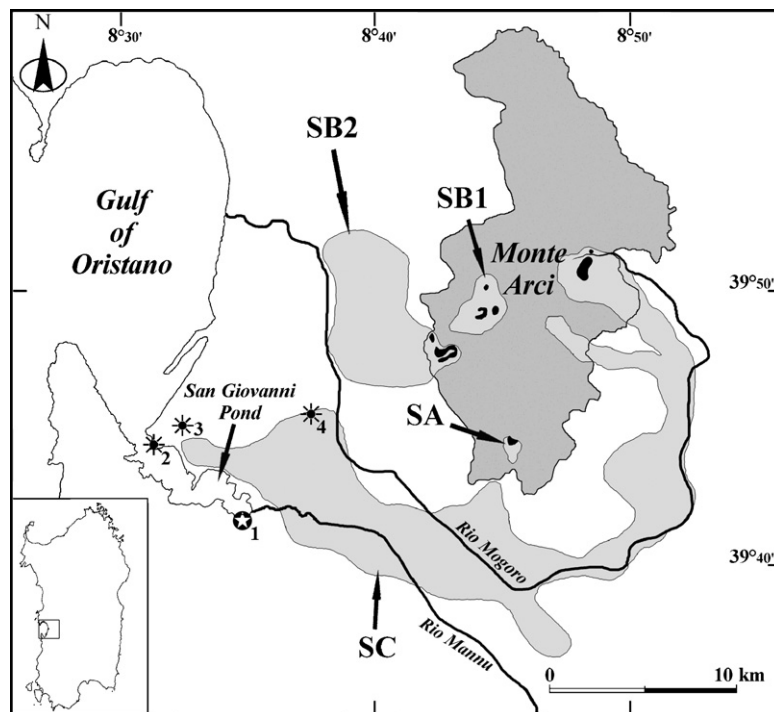 8°30'
8°40'
8°50'
N
SB2
SB1
Gulf
of
Oristano
Monte
Arci
39°50'
San Giovanni
Pond
SA
3
4
2
1
Rio Mogoro
39°40'
SC
Rio Mannu
0 10 km